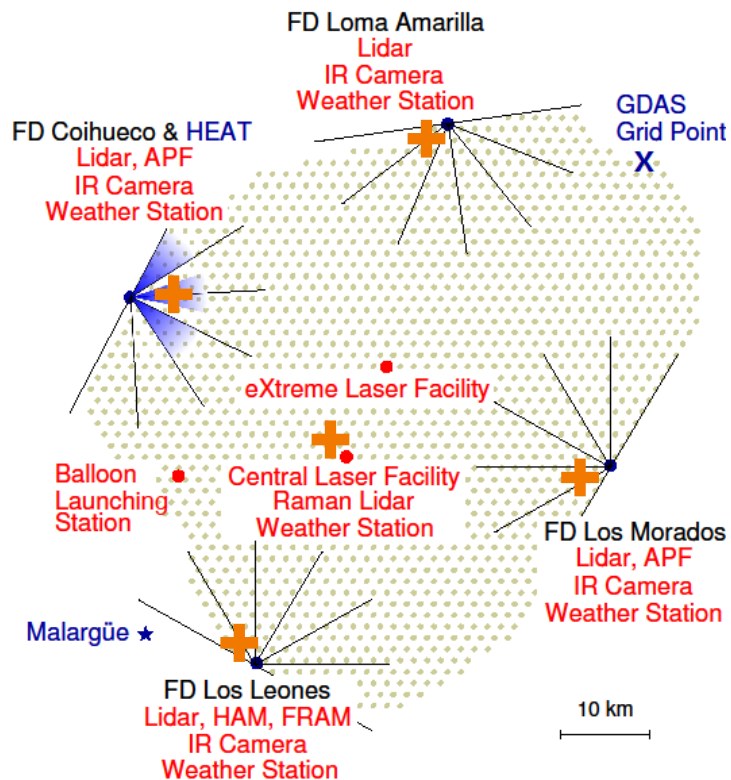 FD Loma Amarilla
Lidar
IR Camera
Weather Station
GDAS
Grid Point
X
FD Coihueco & HEAT
Lidar, APF
IR Camera
Weather Station
eXtreme Laser Facility
Balloon
Launching
Station
Central Laser Facility
Raman Lidar
Weather Station
FD Los Morados
Lidar, APF
IR Camera
Weather Station
Malargüe
FD Los Leones
Lidar, HAM, FRAM
IR Camera
Weather Station
10 km